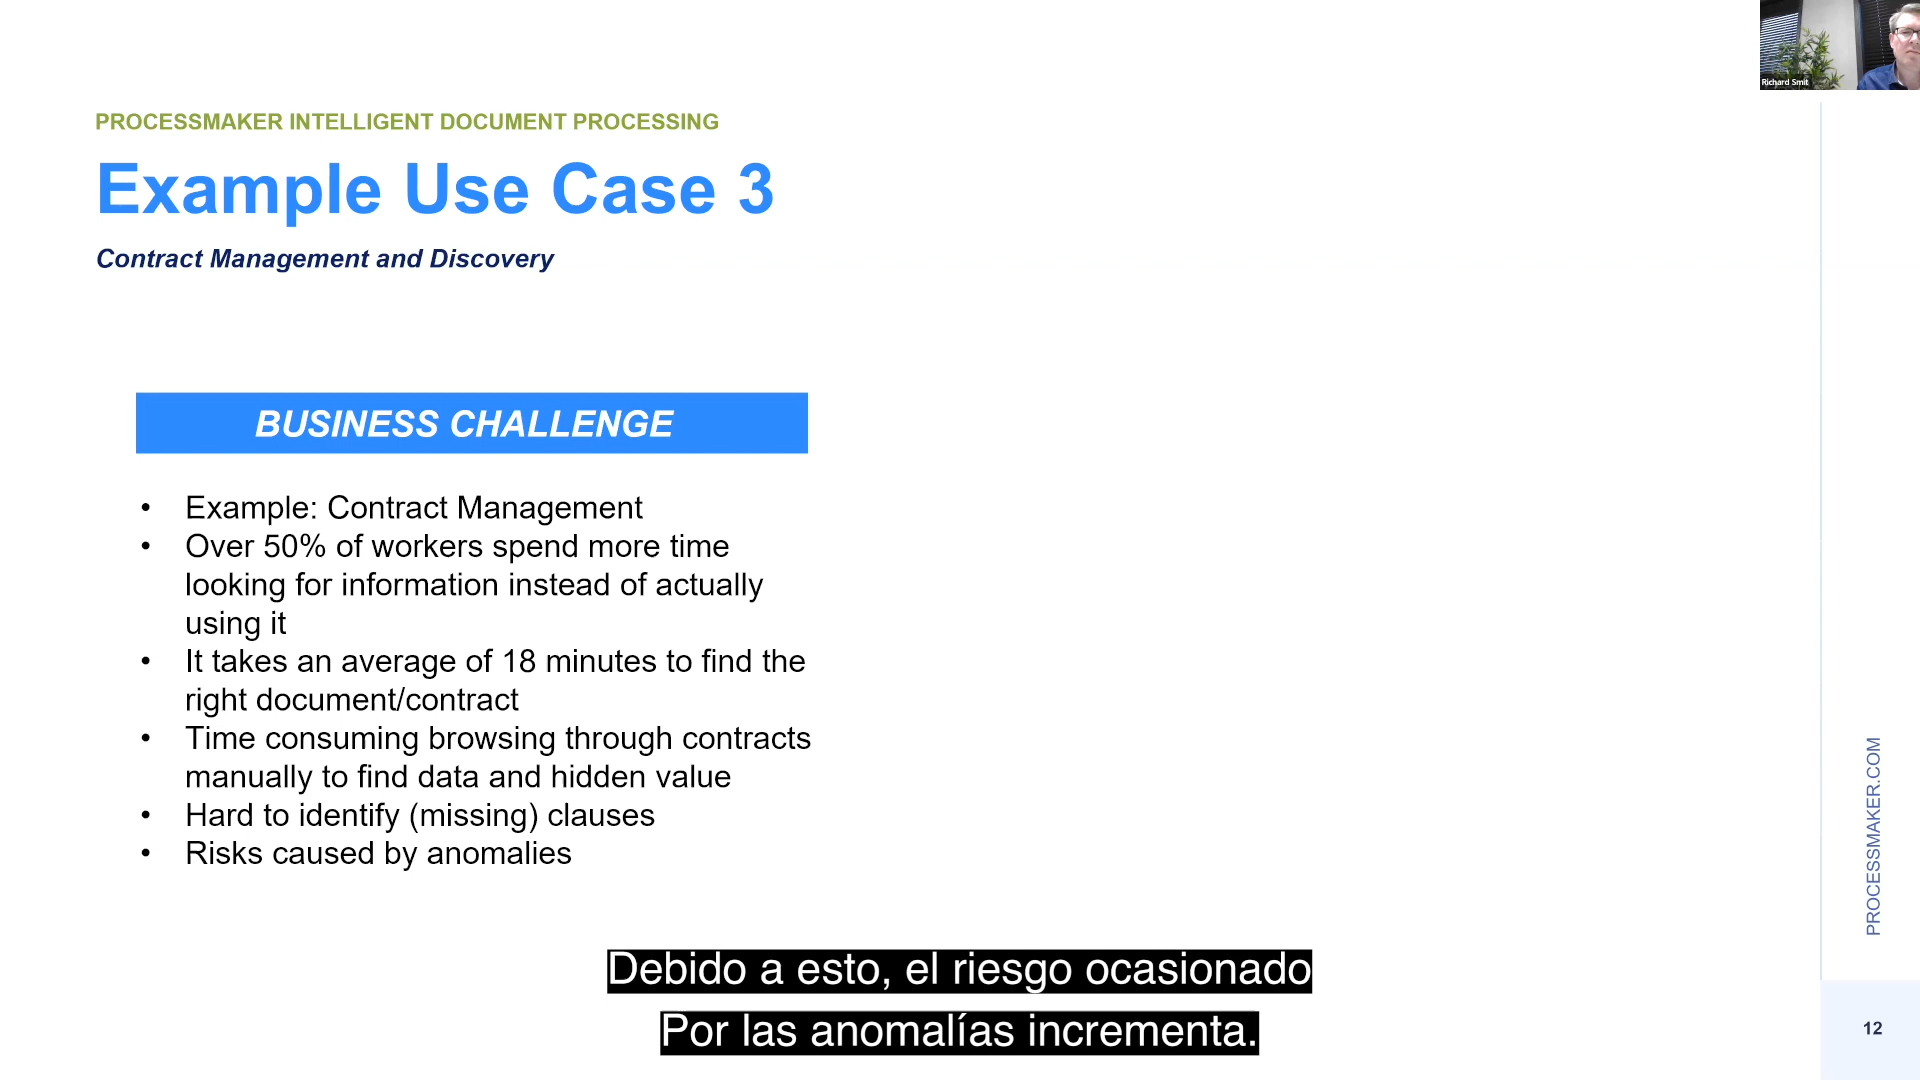 Richard Smit
PROCESSMAKER INTELLIGENT DOCUMENT PROCESSING
Example Use Case 3
Contract Management and Discovery
BUSINESS CHALLENGE
• Example: Contract Management
• Over 50% of workers spend more time
looking for information instead of actually
using it
• It takes an average of 18 minutes to find the
right document/contract
• Time consuming browsing through contracts
manually to find data and hidden value
• Hard to identify (missing) clauses
• Risks caused by anomalies
PROCESSMAKER.COM
Debido a esto, el riesgo ocasionado
Por las anomalías incrementa.
12